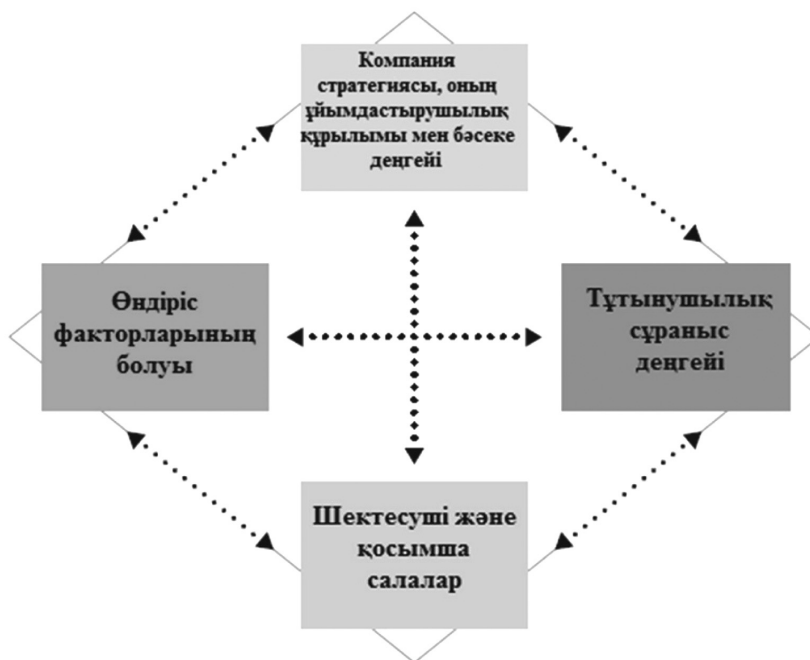 Компания
стратегиясы, оның
ұйымдастырушылық
құрылымы мен бәсеке
деңгейі
Өндіріс
факторларының
болуы
Тұтынушылық
сұраныс
деңгейі
Шектесуші және
қосымша
салалар